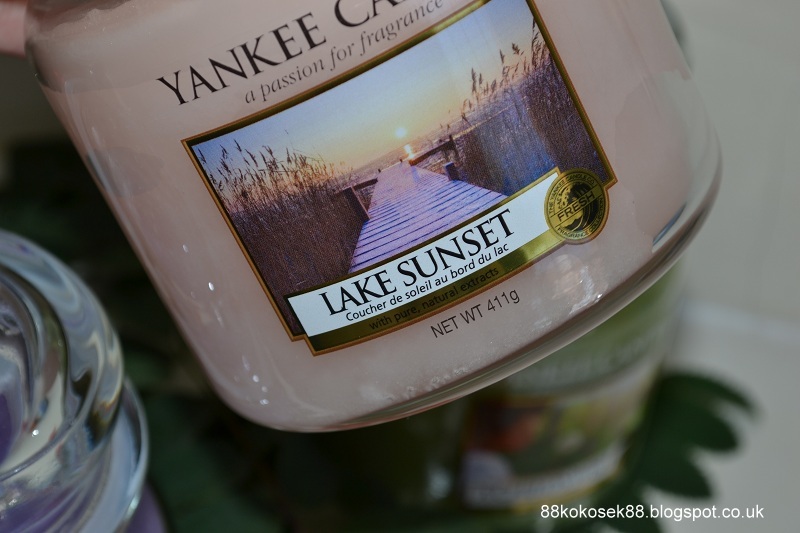 YANKEE CA
a passion for fragrance
LAKE SUNSET
Coucher de soleil au bord du lac
with pure, natural extracts
FRESH
NET WT 411g
88kokosek88.blogspot.co.uk